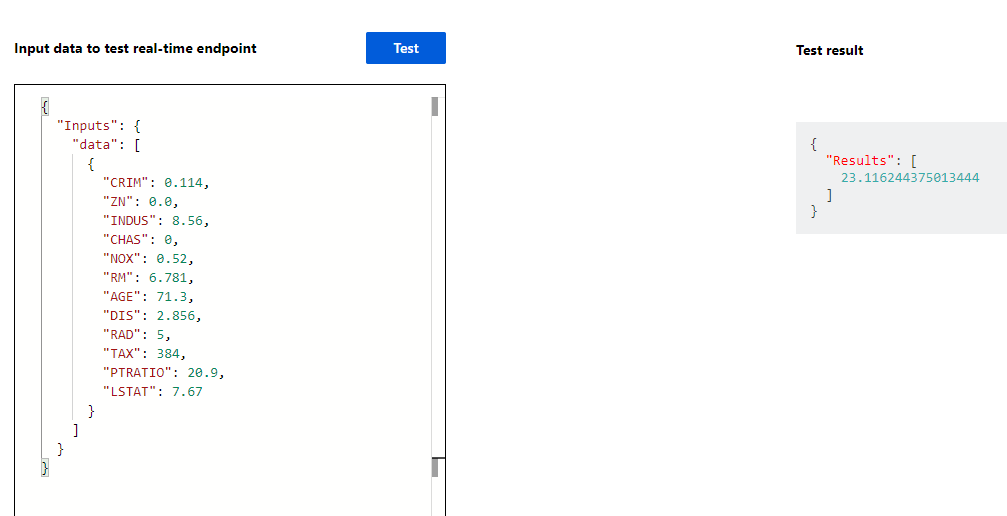 Input data to test real-time endpoint
Test
{
"Inputs": {
"data": [
{
"CRIM": 0.114,
"ZN": 0.0,
"INDUS": 8.56,
"CHAS": 0,
"NOX": 0.52,
"RM": 6.781,
"AGE": 71.3,
"DIS": 2.856,
"RAD": 5,
"TAX": 384,
"PTRATIO": 20.9,
"LSTAT": 7.67
}
]
}
}
Test result
{
"Results": [
23.116244375013444
]
}